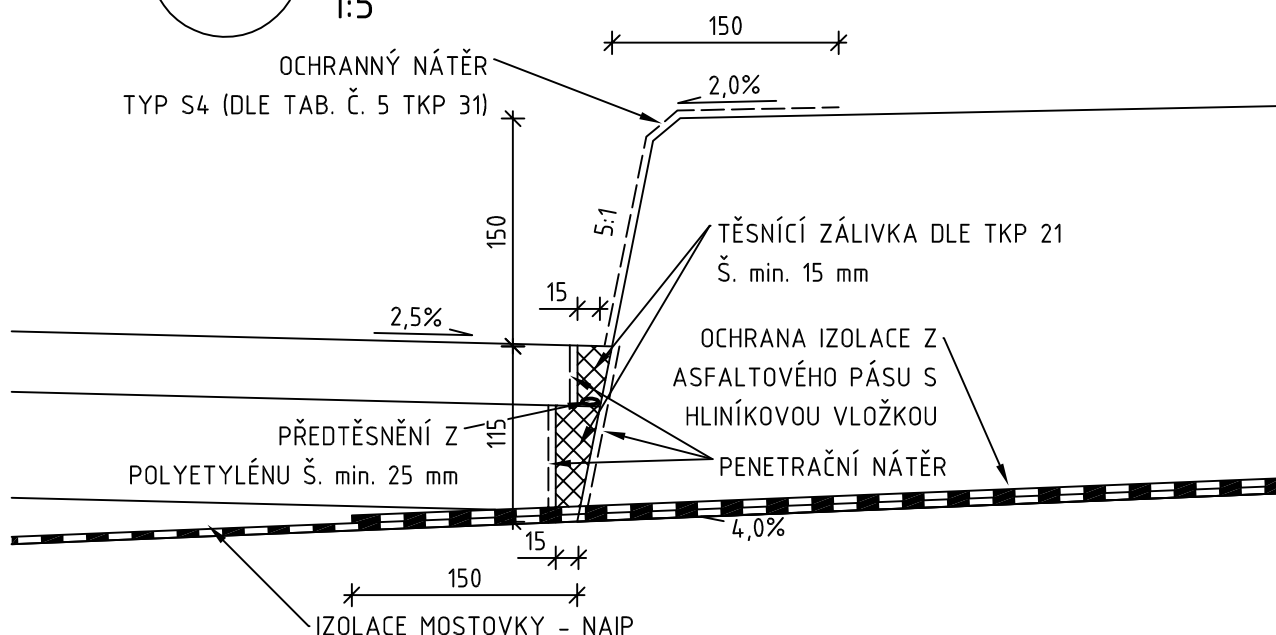 1:5
150
OCHRANNÝ NÁTĚR
TYP S4 (DLE TAB. Č. 5 TKP 31)
2,0%
150
5:1
TĚSNÍCÍ ZÁLIVKA DLE TKP 21
Š. min. 15 mm
15
2,5%
OCHRANA IZOLACE Z
ASFALTOVÉHO PÁSU S
HLINÍKOVOU VLOŽKOU
PŘEDTĚSNĚNÍ Z
POLYETYLÉNU Š. min. 25 mm
115
PENETRAČNÍ NÁTĚR
4,0%
15
150
IZOLACE MOSTOVKY - NAIP